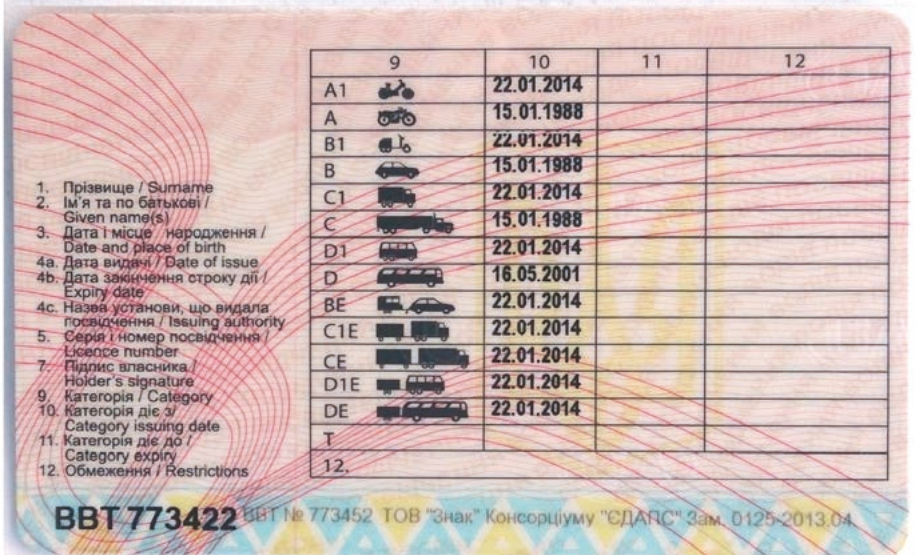 9 10 11 12
A1 22.01.2014
A 15.01.1988
B1 22.01.2014
B 15.01.1988
C1 22.01.2014
C 15.01.1988
D1 22.01.2014
D 16.05.2001
BE 22.01.2014
C1E 22.01.2014
CE 22.01.2014
D1E 22.01.2014
DE 22.01.2014
T
12.
1. Прізвище / Surname
2. Ім'я та по батькові /
Given name(s)
3. Дата і місце народження /
Date and place of birth
4a. Дата видачі / Date of issue
4b. Дата закінчення строку дії /
Expiry date
4c. Назва установи, що видала
посвідчення / Issuing authority
5. Серія і номер посвідчення /
Licence number
7. Підпис власника /
Holder's signature
9. Категорія / Category
10. Категорія діє з/
Category issuing date
11. Категорія діє до /
Category expiry
12. Обмеження / Restrictions
ВВТ 773422 ВВТ № 773452 ТОВ "Знак" Консорціуму "ЄДАПС" Зам. 0125-2013.04